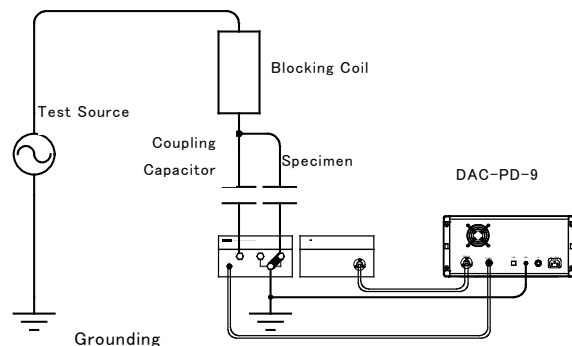 Blocking Coil
Test Source
Coupling
Capacitor
Specimen
DAC-PD-9
Grounding